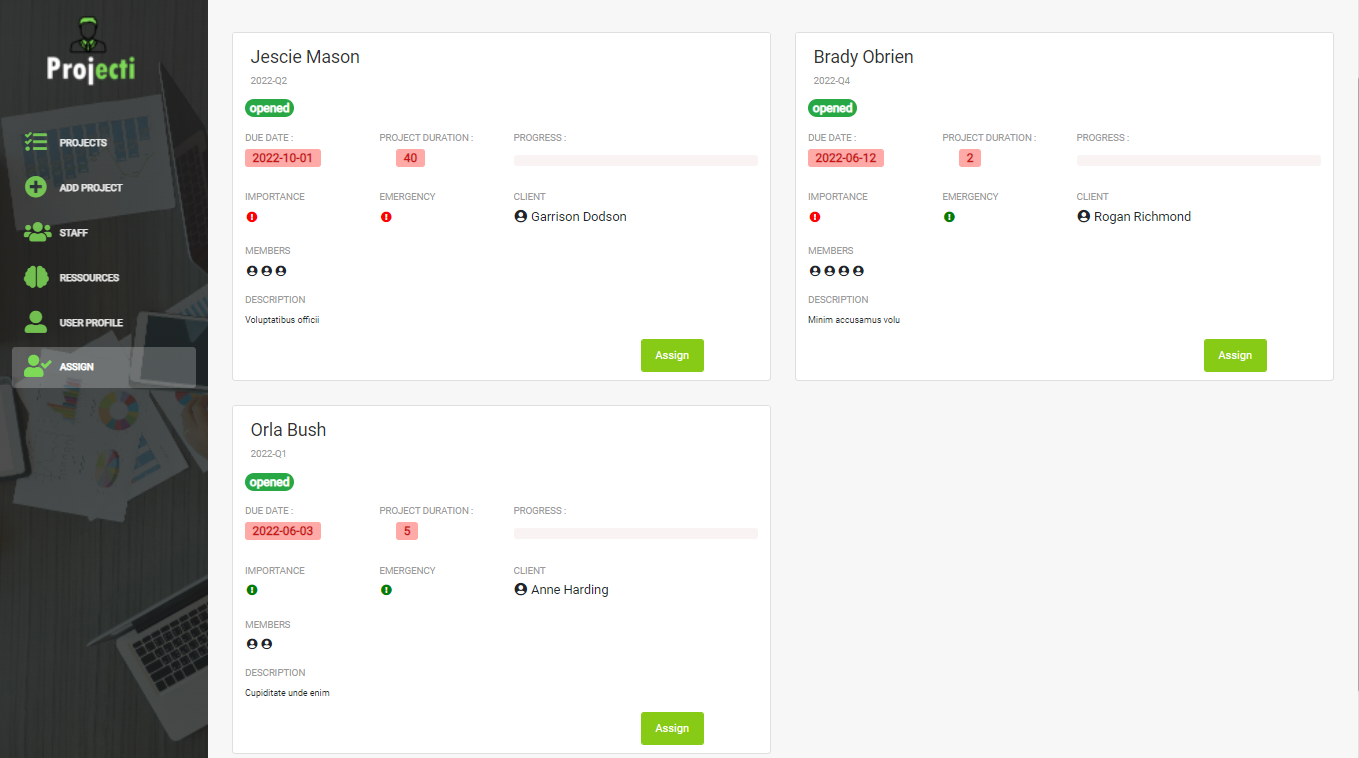 Projecti
PROJECTS
ADD PROJECT
STAFF
RESSOURCES
USER PROFILE
ASSIGN
Jescie Mason
2022-Q2
opened
DUE DATE : PROJECT DURATION : PROGRESS :
2022-10-01 40
IMPORTANCE EMERGENCY CLIENT
Garrison Dodson
MEMBERS
DESCRIPTION
Voluptatibus officii
Assign
Brady Obrien
2022-Q4
opened
DUE DATE : PROJECT DURATION : PROGRESS :
2022-06-12 2
IMPORTANCE EMERGENCY CLIENT
Rogan Richmond
MEMBERS
DESCRIPTION
Minim accusamus volu
Assign
Orla Bush
2022-Q1
opened
DUE DATE : PROJECT DURATION : PROGRESS :
2022-06-03 5
IMPORTANCE EMERGENCY CLIENT
Anne Harding
MEMBERS
DESCRIPTION
Cupiditate unde enim
Assign